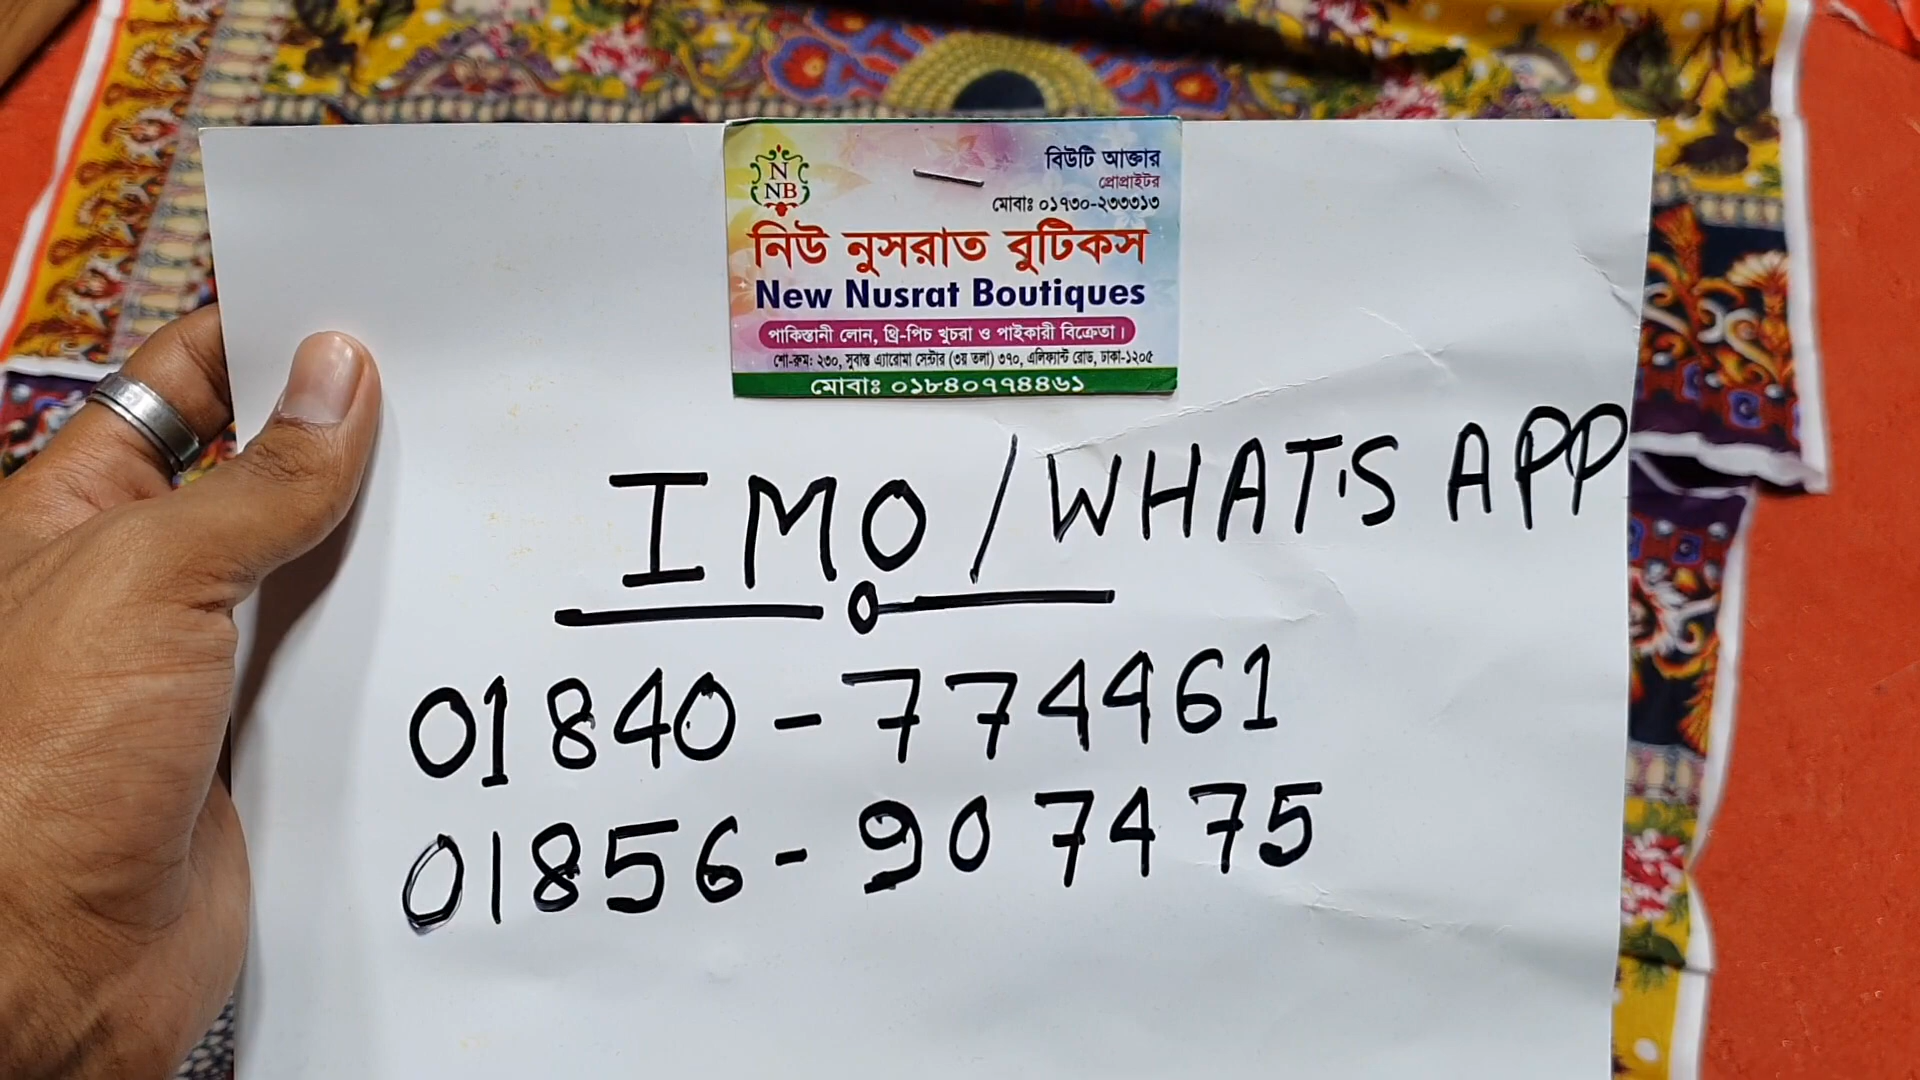 N
NB
বিউটি আক্তার
প্রোপ্রাইটর
মোবাঃ ০১৭৩০-২৩৩৩১৩
নিউ নুসরাত বুটিকস
New Nusrat Boutiques
পাকিস্তানী লোন, থ্রি-পিচ খুচরা ও পাইকারী বিক্রেতা।
শো-রুম: ২৩০, সুবাস্তু এ্যারোমা সেন্টার (৩য় তলা) ৩৭০, এলিফ্যান্ট রোড, ঢাকা-১২০৫
মোবাঃ ০১৮৪০৭৭৪৪৬১
IMO/WHAT'S APP
01840-774461
01856-907475